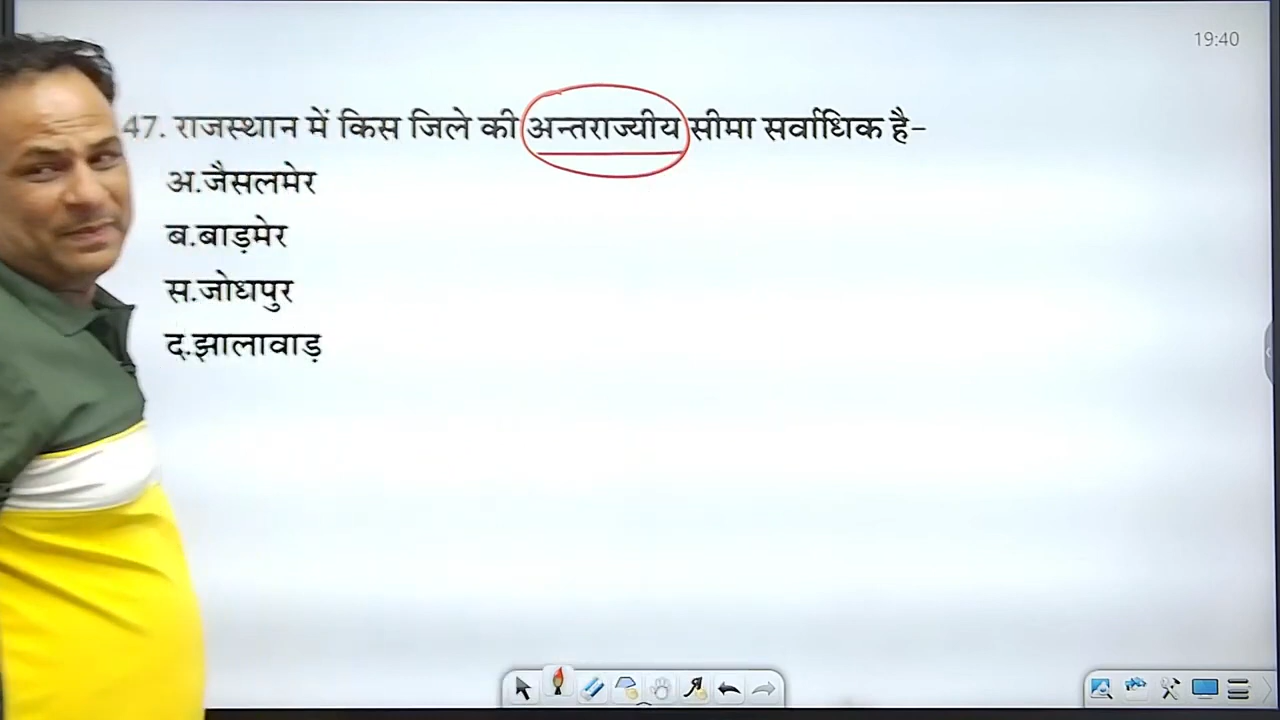 19:40
47. राजस्थान में किस जिले की अन्तराज्यीय सीमा सर्वाधिक है–
अ.जैसलमेर
ब.बाड़मेर
स.जोधपुर
द.झालावाड़